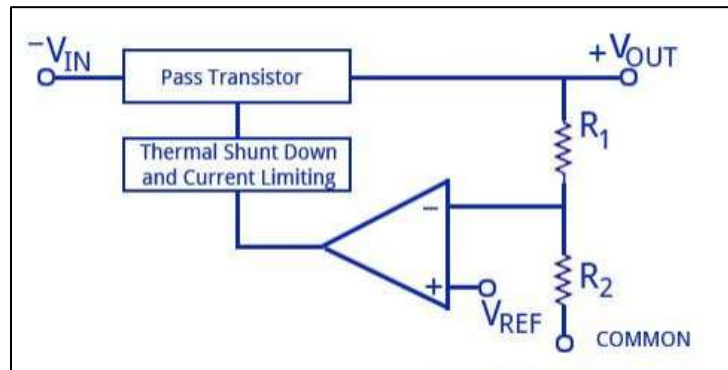 −VIN
+VOUT
Pass Transistor
R1
Thermal Shunt Down
and Current Limiting
−
+
R2
VREF
COMMON